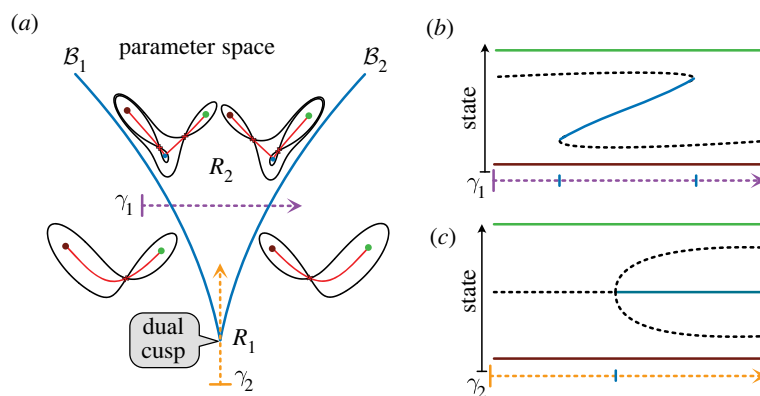 (a)
parameter space
B₁
B₂
R₂
γ₁
dual
cusp
R₁
γ₂
(b)
state
γ₁
(c)
state
γ₂